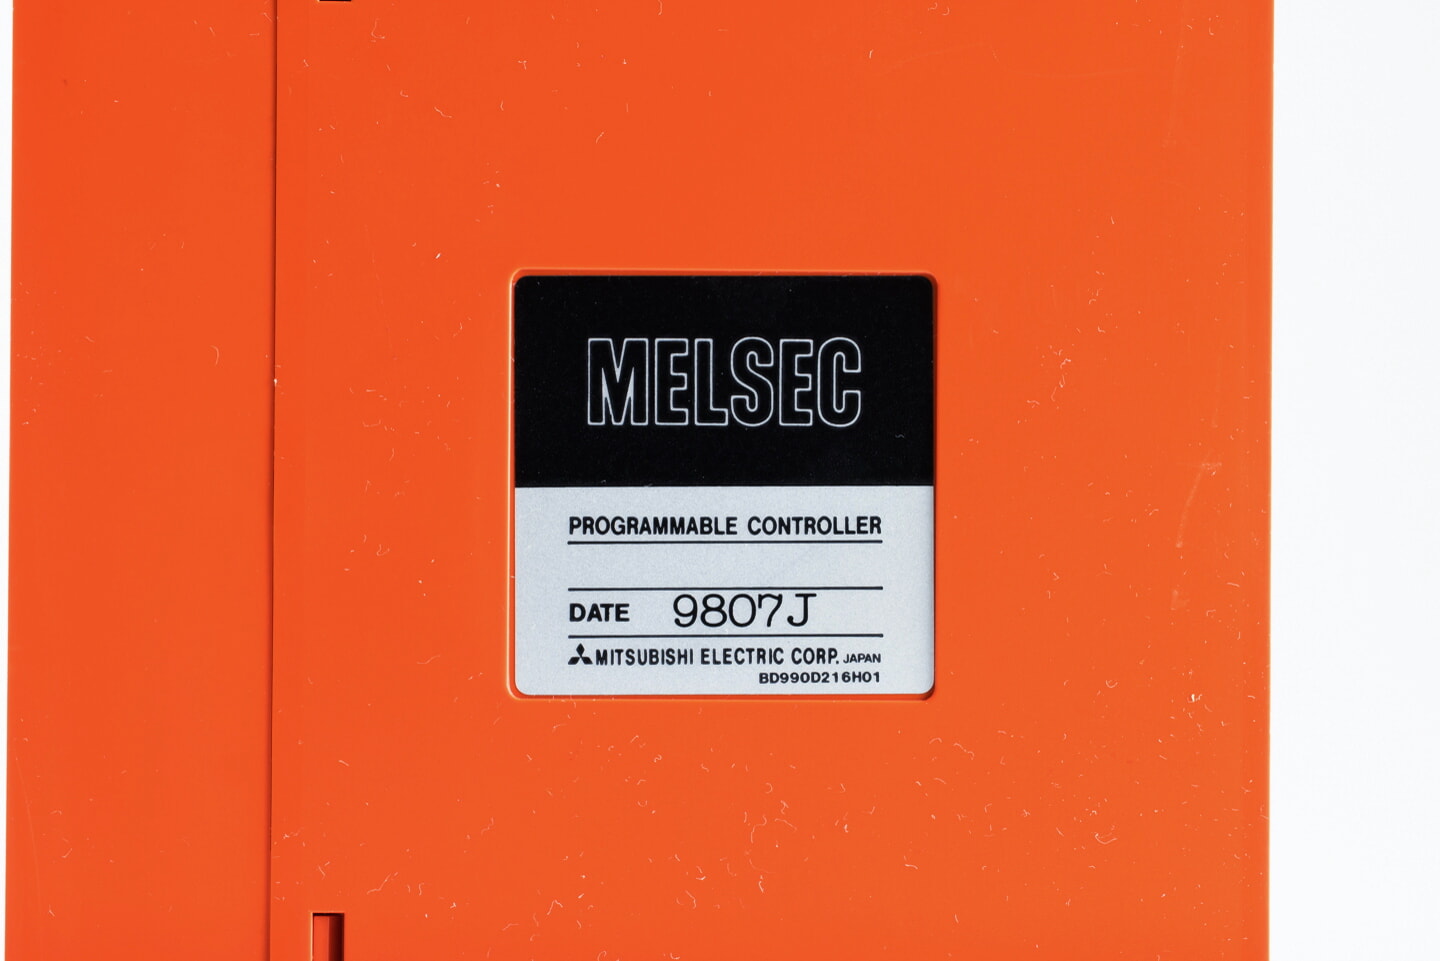 MELSEC
PROGRAMMABLE CONTROLLER
DATE 9807J
MITSUBISHI ELECTRIC CORP. JAPAN
BD990D216H01